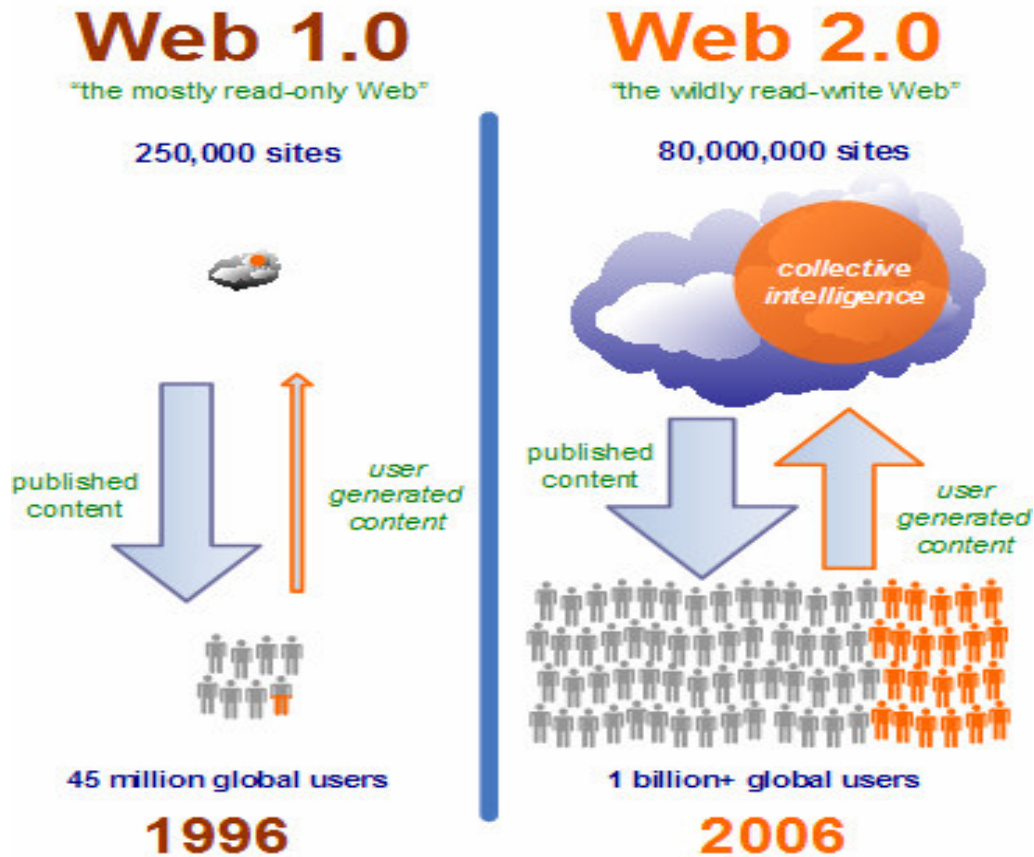 Web 1.0
"the mostly read-only Web"
250,000 sites
published
content
user
generated
content
45 million global users
1996
Web 2.0
"the wildly read-write Web"
80,000,000 sites
collective
intelligence
published
content
user
generated
content
1 billion+ global users
2006